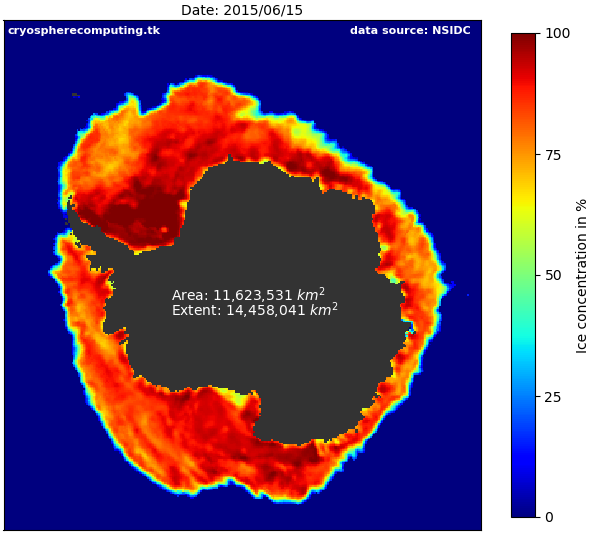 Date: 2015/06/15
cryospherecomputing.tk
data source: NSIDC
Area: 11,623,531 km²
Extent: 14,458,041 km²
100
75
50
25
0
Ice concentration in %